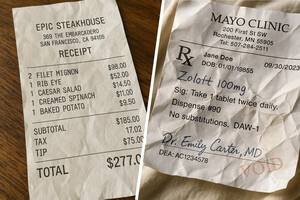 EPIC STEAKHOUSE
369 THE EMBARCADERO
SAN FRANCISCO, CA 94105
RECEIPT
2 FILET MIGNON $98.00
1 RIB EYE $52.00
1 CAESAR SALAD $14.50
1 CREAMED SPINACH $11.00
1 BAKED POTATO $9.50
SUBTOTAL $185.00
TAX 17.02
TIP $75.00
TOTAL $277.0
MAYO CLINIC
200 First St SW
Rochester, MN 55905
Tel: 507-284-2511
Rx
Jane Doe
DOB: 01/01/19855 09/30/2023
Zoloft 100mg
Sig: Take 1 tablet twice daily.
Dispense #90
No substitutions. DAW-1
Dr. Emily Carter, MD
DEA: AC1234578
VOID